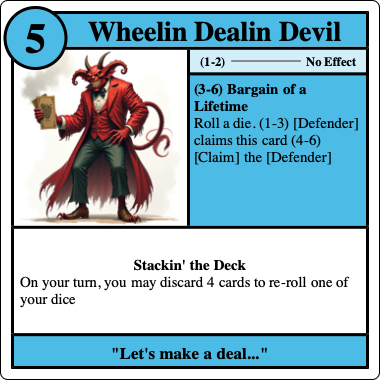 5
Wheelin Dealin Devil
(1-2) No Effect
(3-6) Bargain of a
Lifetime
Roll a die. (1-3) [Defender]
claims this card (4-6)
[Claim] the [Defender]
Stackin' the Deck
On your turn, you may discard 4 cards to re-roll one of
your dice
"Let's make a deal..."